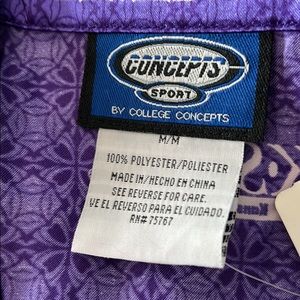 CONCEPTS
SPORT
BY COLLEGE CONCEPTS
M/M
100% POLYESTER/POLIESTER
MADE IN/HECHO EN CHINA
SEE REVERSE FOR CARE.
VE EL REVERSO PARA EL CUIDADO.
RN# 75767